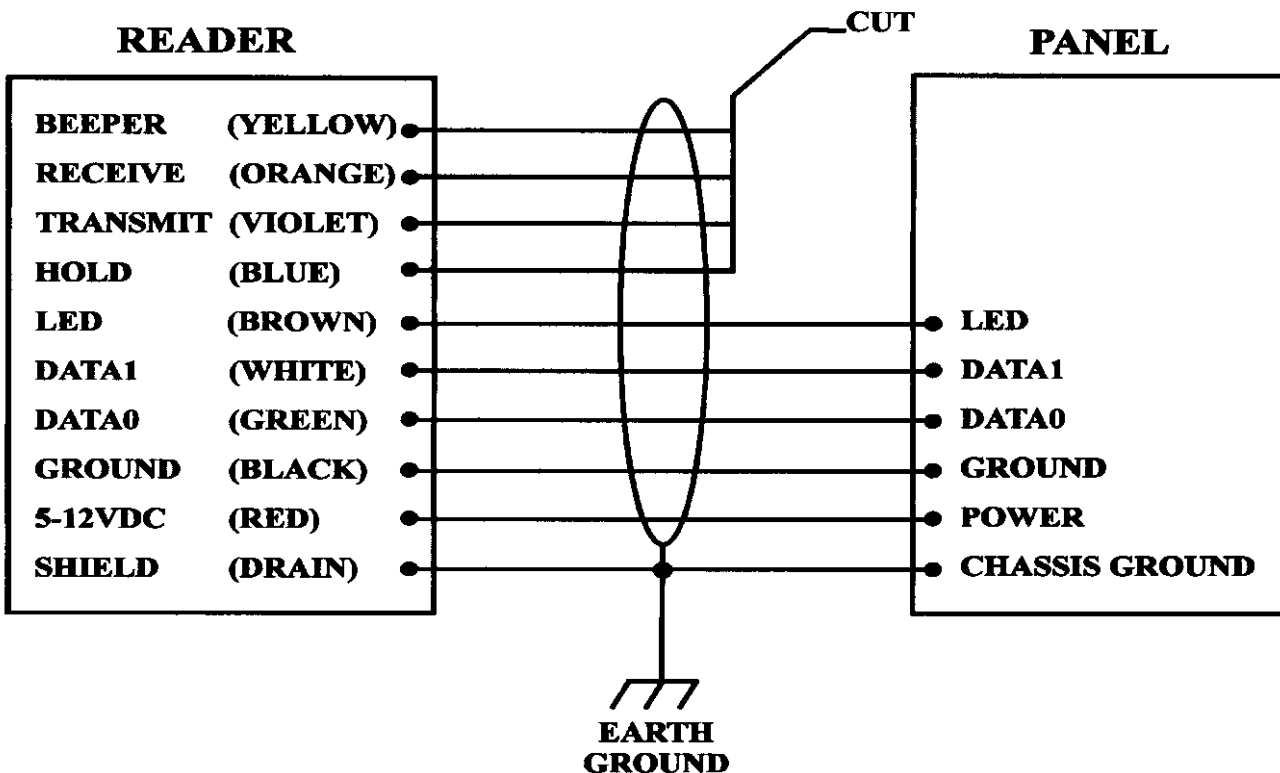 CUT
READER
PANEL
BEEPER (YELLOW)
RECEIVE (ORANGE)
TRANSMIT (VIOLET)
HOLD (BLUE)
LED (BROWN)
DATA1 (WHITE)
DATA0 (GREEN)
GROUND (BLACK)
5-12VDC (RED)
SHIELD (DRAIN)
LED
DATA1
DATA0
GROUND
POWER
CHASSIS GROUND
EARTH
GROUND